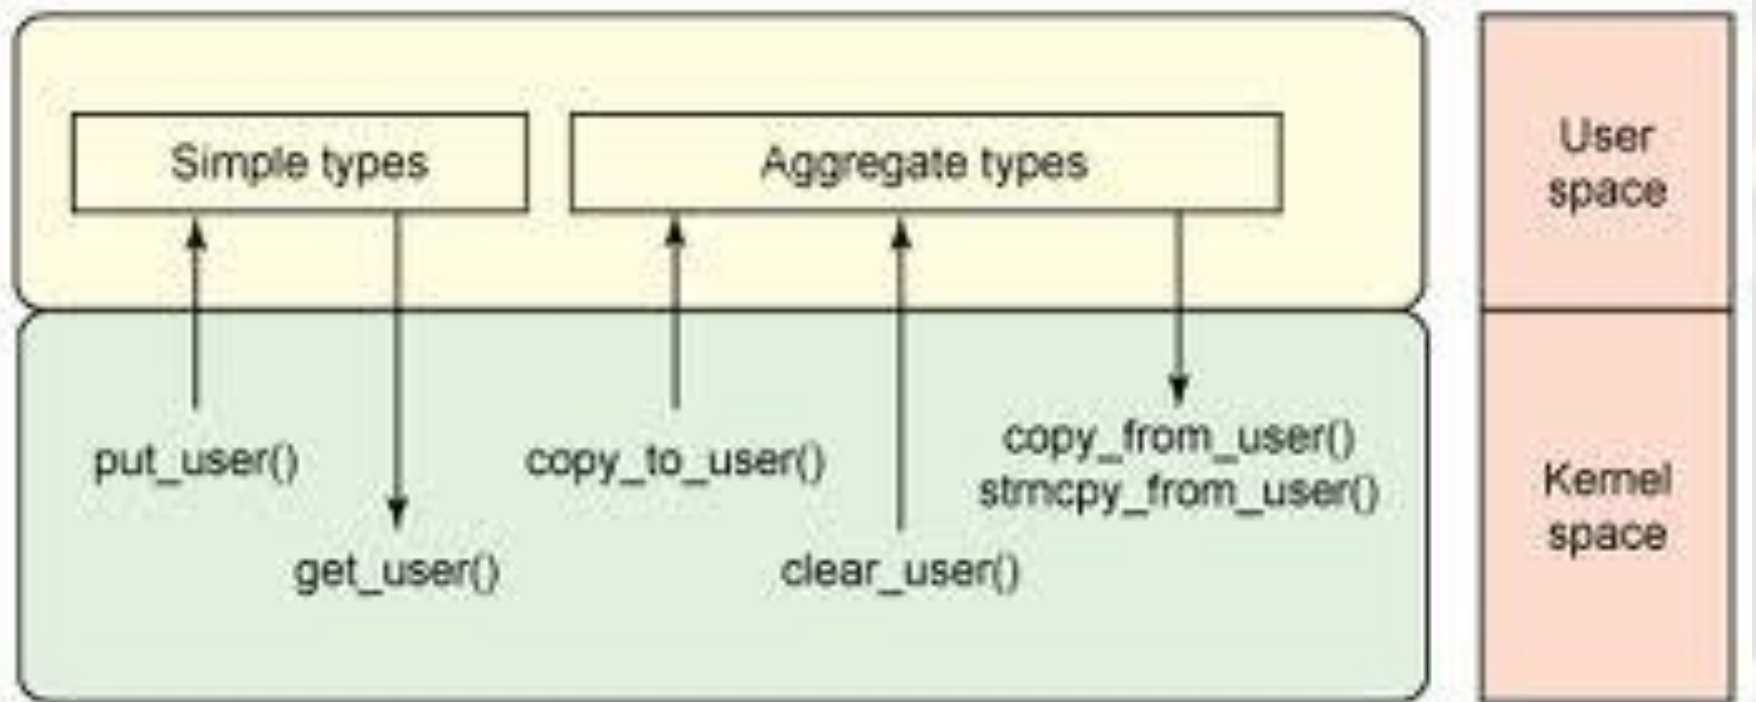 Simple types
Aggregate types
User
space
put_user()
copy_to_user()
copy_from_user()
strncpy_from_user()
get_user()
clear_user()
Kernel
space